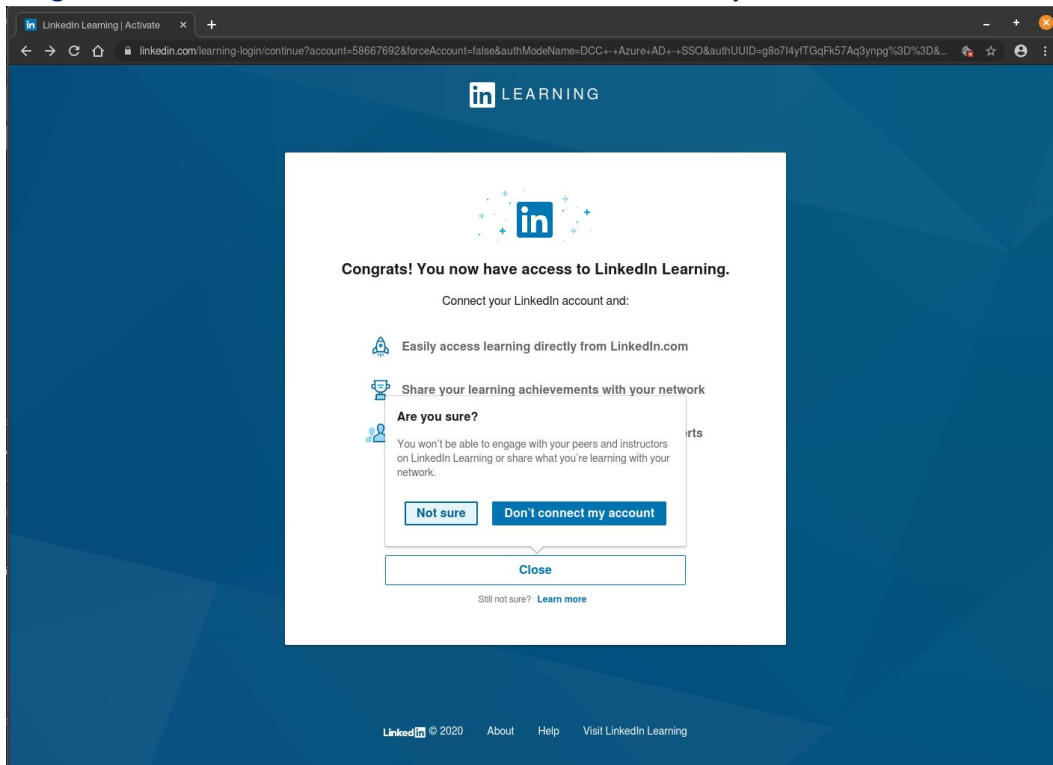 LinkedIn Learning | Activate
linkedin.com/learning-login/continue?account=58667692&forceAccount=false&authModeName=DCC+-+Azure+AD+-+SSO&authUUID=g8o7I4yfTGqFk57Aq3ynpg%3D%3D&...
in LEARNING
in
Congrats! You now have access to LinkedIn Learning.
Connect your LinkedIn account and:
Easily access learning directly from LinkedIn.com
Share your learning achievements with your network
rts
Are you sure?
You won't be able to engage with your peers and instructors
on LinkedIn Learning or share what you're learning with your
network.
Not sure Don't connect my account
Close
Still not sure? Learn more
Linkedin © 2020 About Help Visit LinkedIn Learning